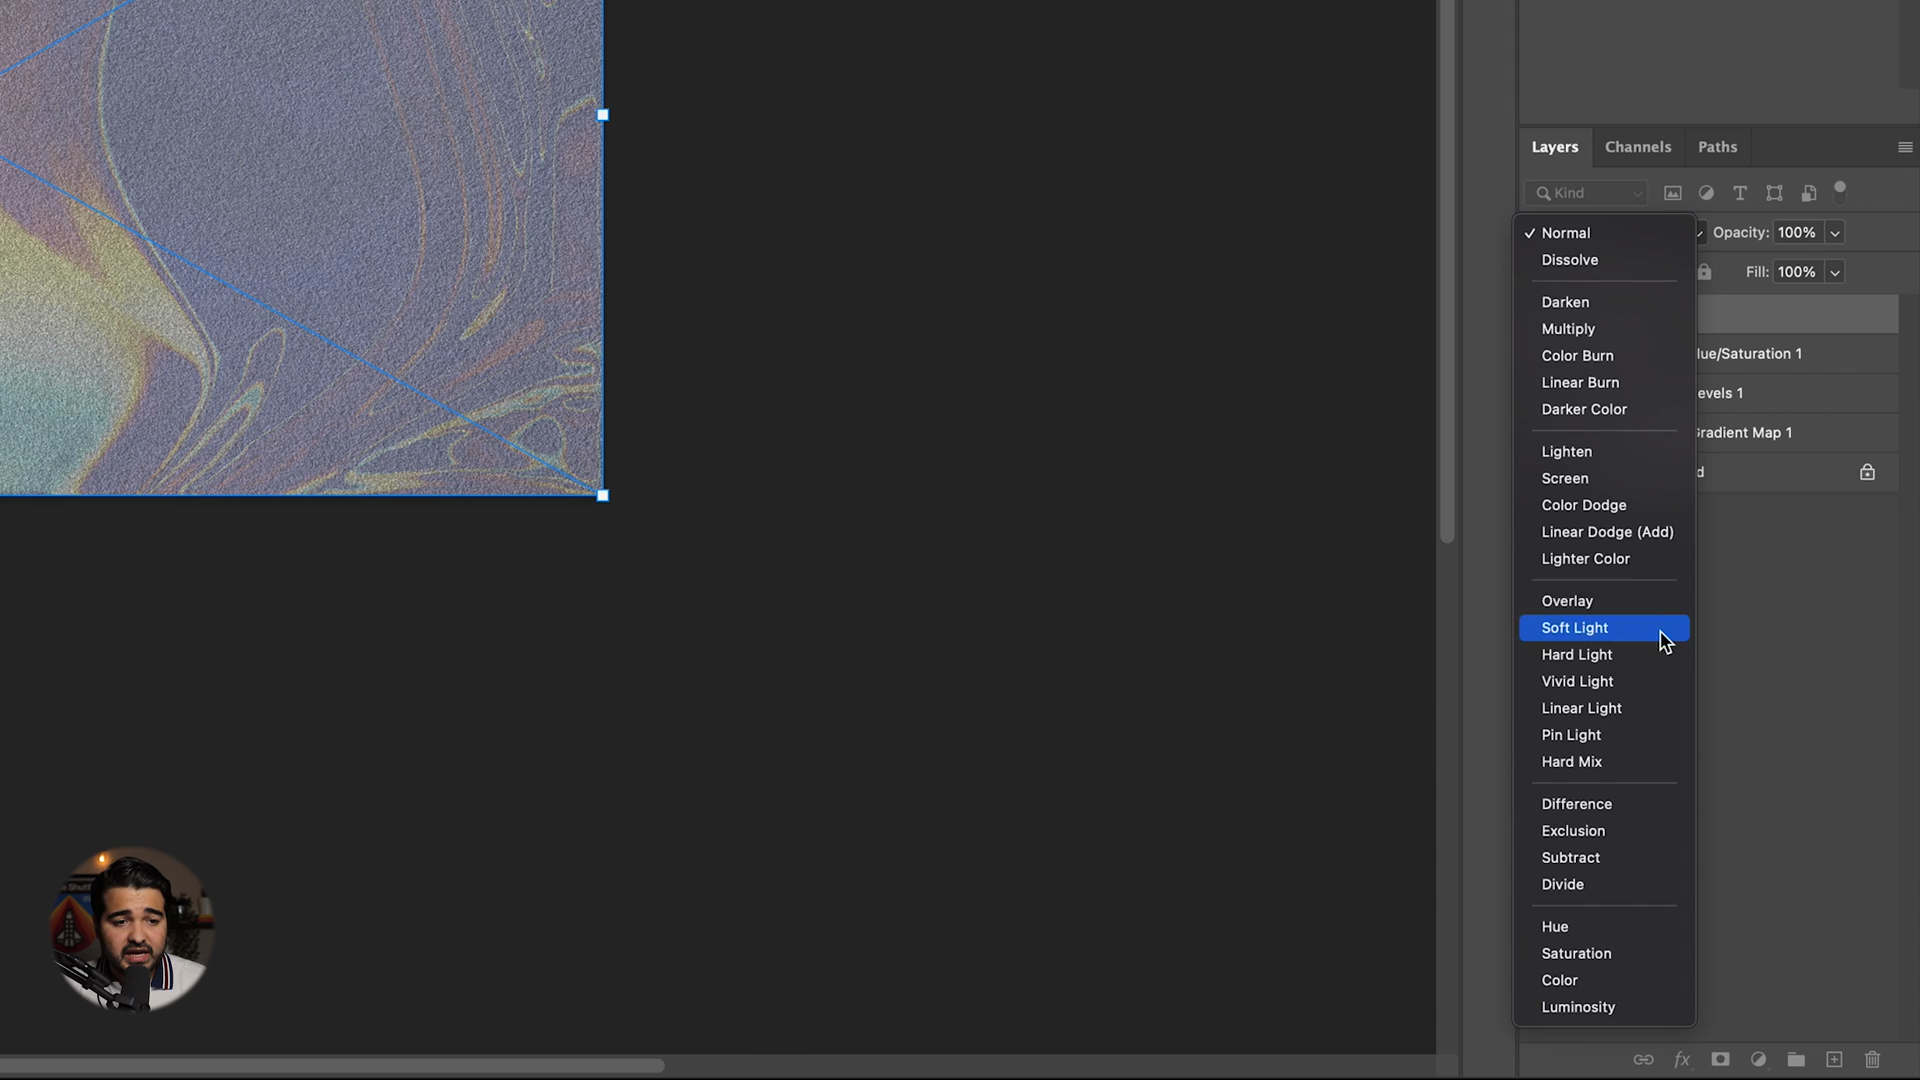 Layers Channels Paths
Kind
Normal Opacity: 100%
Dissolve
Fill: 100%
Darken
Multiply
Color Burn
Linear Burn
Darker Color
Lighten
Screen
Color Dodge
Linear Dodge (Add)
Lighter Color
Overlay
Soft Light
Hard Light
Vivid Light
Linear Light
Pin Light
Hard Mix
Difference
Exclusion
Subtract
Divide
Hue
Saturation
Color
Luminosity
ue/Saturation 1
evels 1
radient Map 1
d
fx